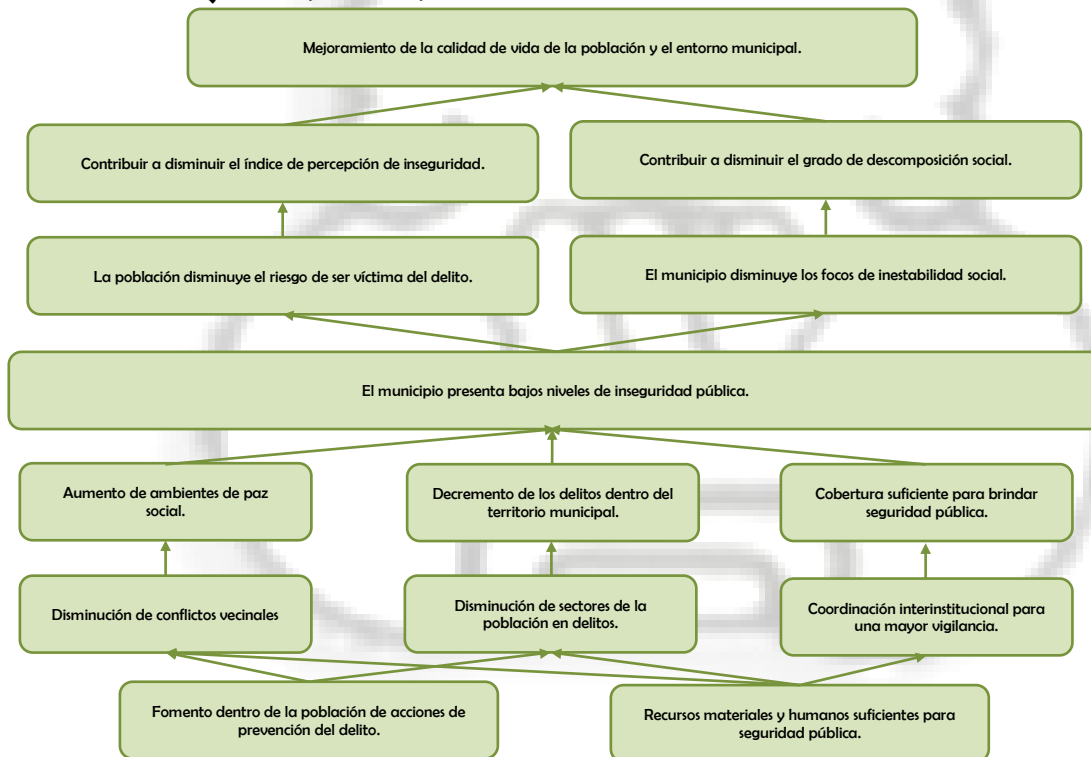 Mejoramiento de la calidad de vida de la población y el entorno municipal.
Contribuir a disminuir el índice de percepción de inseguridad.
Contribuir a disminuir el grado de descomposición social.
La población disminuye el riesgo de ser víctima del delito.
El municipio disminuye los focos de inestabilidad social.
El municipio presenta bajos niveles de inseguridad pública.
Aumento de ambientes de paz
social.
Decremento de los delitos dentro del
territorio municipal.
Cobertura suficiente para brindar
seguridad pública.
Disminución de conflictos vecinales
Disminución de sectores de la
población en delitos.
Coordinación interinstitucional para
una mayor vigilancia.
Fomento dentro de la población de acciones de
prevención del delito.
Recursos materiales y humanos suficientes para
seguridad pública.